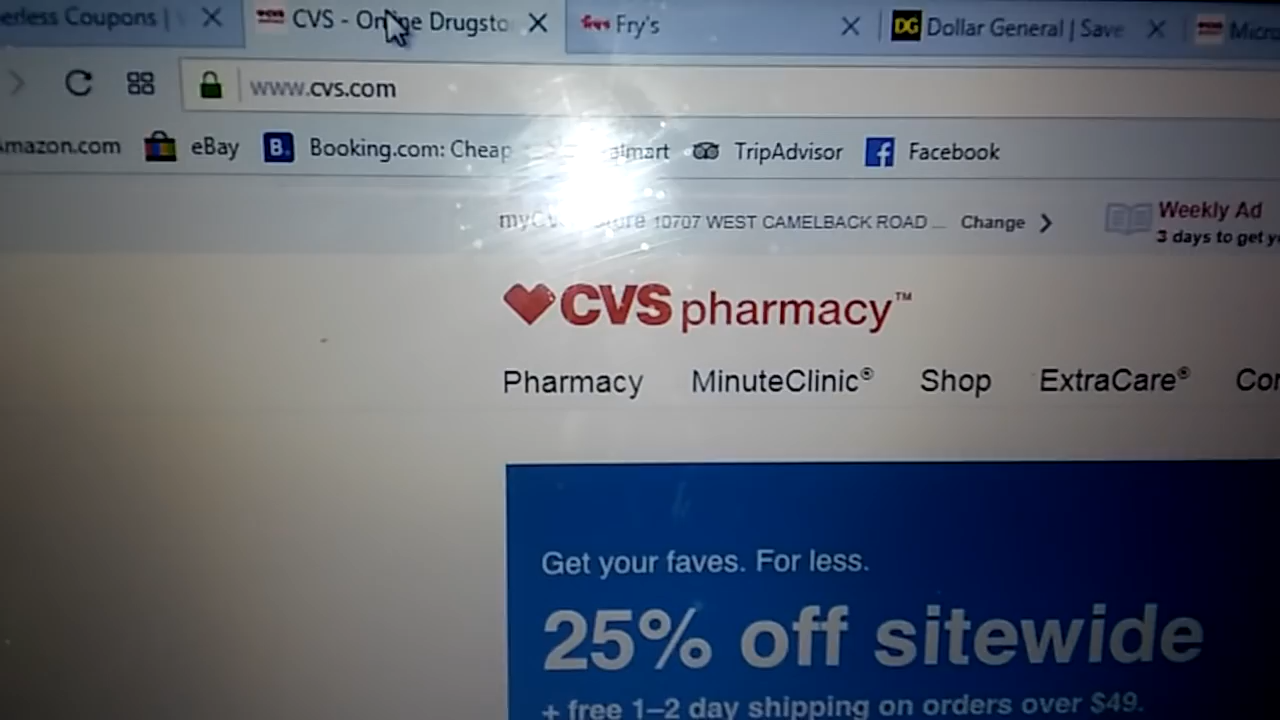 erless Coupons |
CVS - On ge Drugsto
Fry's
Dollar General | Save
Micro
www.cvs.com
mazon.com
eBay
B.
Booking.com: Cheap
almart
TripAdvisor
Facebook
10707 WEST CAMELBACK ROAD ...
Change
Weekly Ad
3 days to get y
CVS pharmacy™
Pharmacy
MinuteClinic®
Shop
ExtraCare®
Co
Get your faves. For less.
25% off sitewide
+ free 1–2 day shipping on orders over $49.